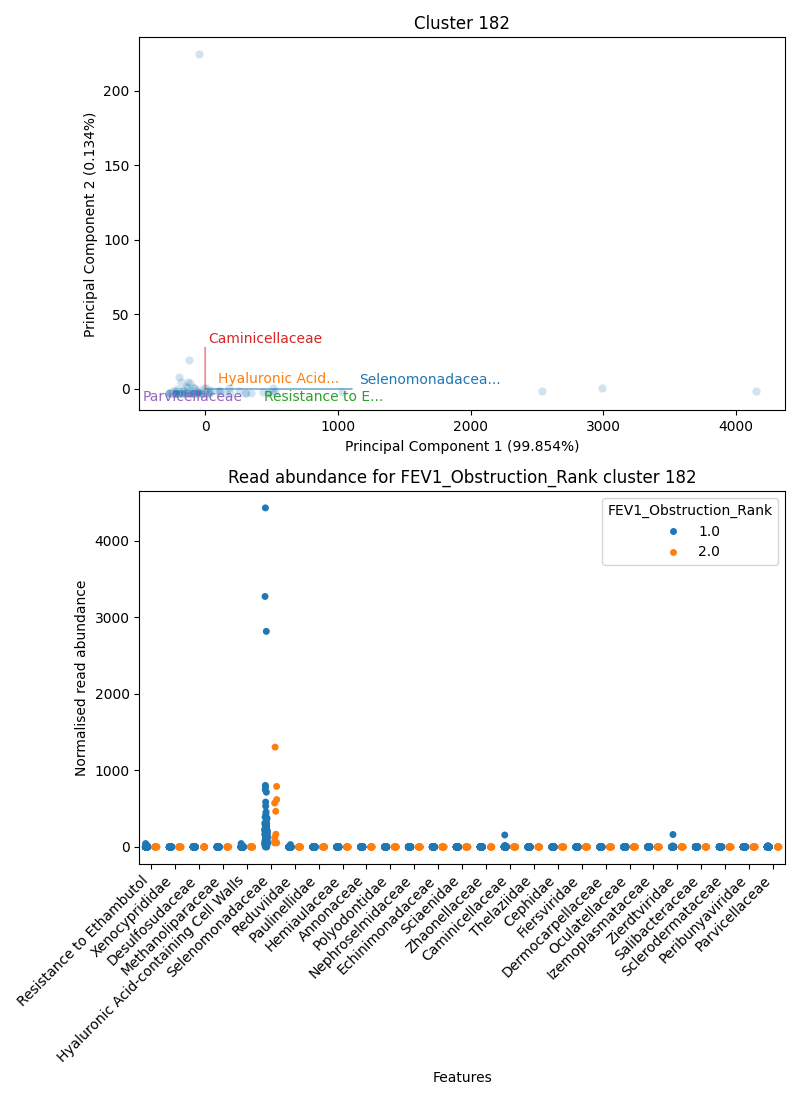 Cluster 182
Principal Component 2 (0.134%)
200
150
100
50
0
Caminicellaceae
Hyaluronic Acid...
Selenomonadacea...
Parvicellaceae
Resistance to E...
0
1000
2000
3000
4000
Principal Component 1 (99.854%)
Read abundance for FEV1_Obstruction_Rank cluster 182
Normalised read abundance
4000
3000
2000
1000
0
FEV1_Obstruction_Rank
1.0
2.0
Resistance to Ethambutol
Xenocyprididae
Desulfosudaceae
Methanoliparaceae
Hyaluronic Acid-containing Cell Walls
Selenomonadaceae
Reduviidae
Paulinellidae
Hemiaulaceae
Annonaceae
Polyodontidae
Nephroselmidaceae
Echinimonadaceae
Sciaenidae
Zhaonellaceae
Caminicellaceae
Thelaziidae
Cephidae
Fiersviridae
Dermocarpellaceae
Oculatellaceae
Izemoplasmataceae
Zierdtviridae
Salibacteraceae
Sclerodermataceae
Peribunyaviridae
Parvicellaceae
Features